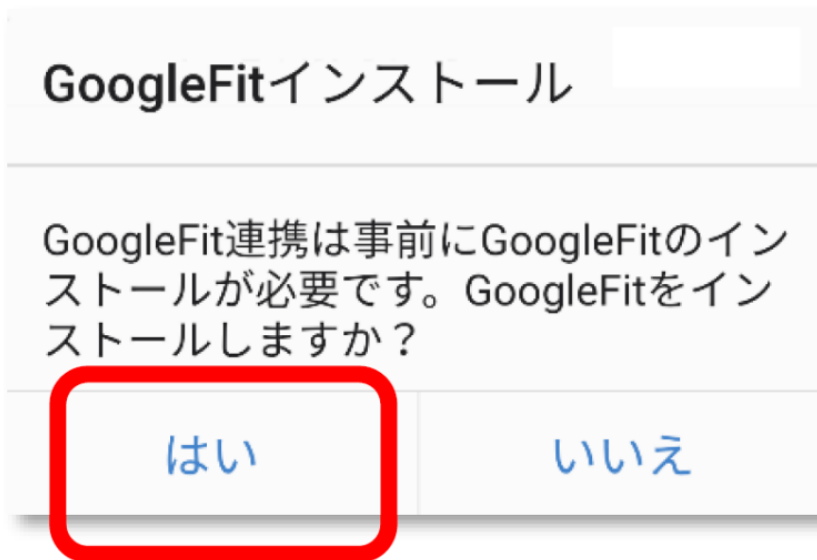 GoogleFitインストール
GoogleFit連携は事前にGoogleFitのイン
ストールが必要です。GoogleFitをイン
ストールしますか？
はい
いいえ